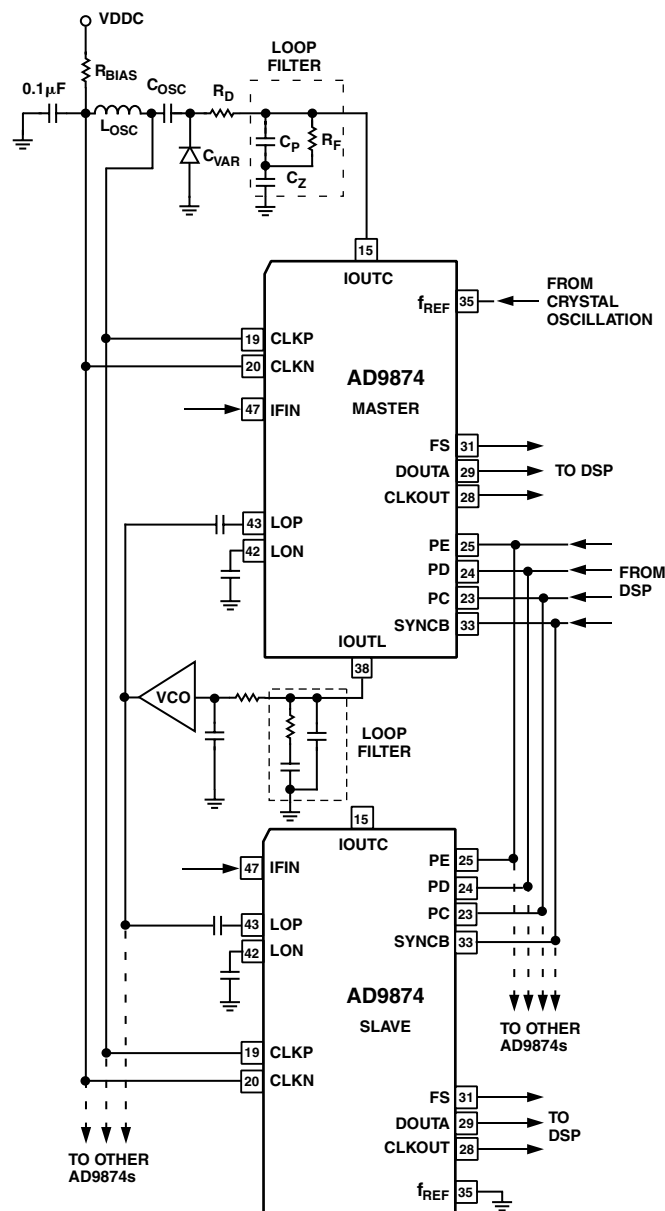 VDDC
RBIAS
LOOP
FILTER
0.1μF
COSC
RD
LOSC
CVAR
CP
RF
CZ
15
IOUTC
fREF
35
FROM
CRYSTAL
OSCILLATION
19
CLKP
20
CLKN
AD9874
MASTER
47
IFIN
FS
31
DOUTA
29
TO DSP
CLKOUT
28
43
LOP
42
LON
PE
25
PD
24
FROM
DSP
PC
23
SYNCB
33
IOUTL
38
VCO
LOOP
FILTER
15
IOUTC
47
IFIN
PE
25
PD
24
PC
23
43
LOP
42
LON
SYNCB
33
AD9874
SLAVE
TO OTHER
AD9874s
19
CLKP
20
CLKN
FS
31
DOUTA
29
TO
DSP
CLKOUT
28
TO OTHER
AD9874s
fREF
35